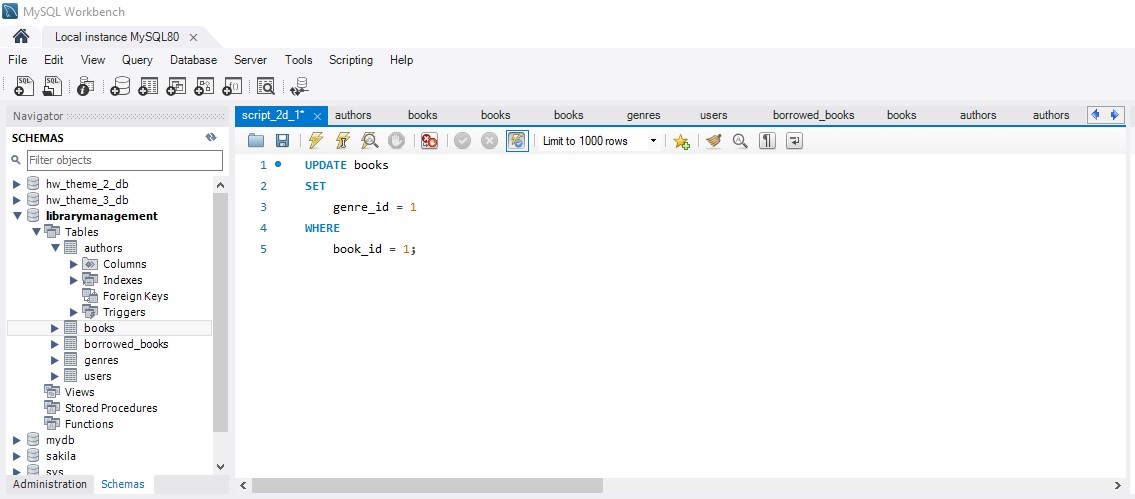 MySQL Workbench
Local instance MySQL80
File Edit View Query Database Server Tools Scripting Help
Navigator
SCHEMAS
Filter objects
hw_theme_2_db
hw_theme_3_db
librarymanagement
Tables
authors
Columns
Indexes
Foreign Keys
Triggers
books
borrowed_books
genres
users
Views
Stored Procedures
Functions
mydb
sakila
sys
Administration Schemas
script_2d_1* authors books books books genres users borrowed_books books authors authors
Limit to 1000 rows
1 UPDATE books
2 SET
3 genre_id = 1
4 WHERE
5 book_id = 1;